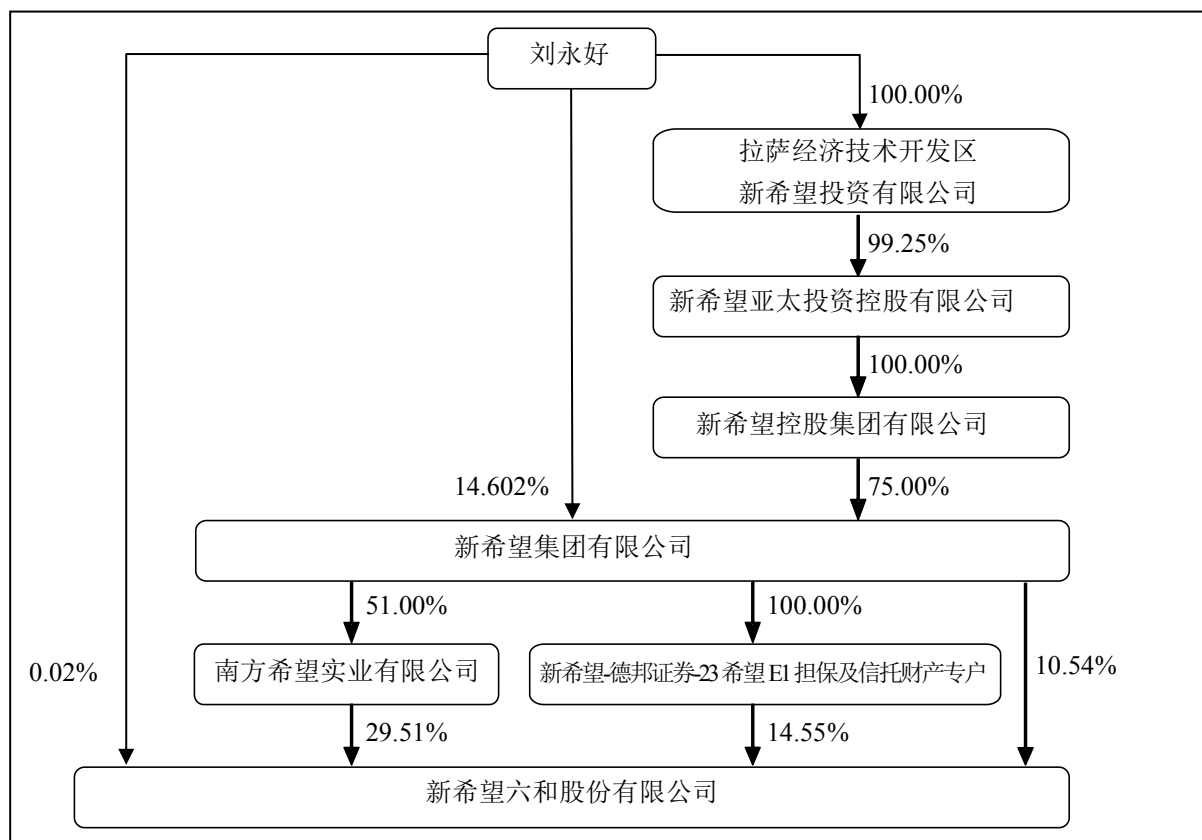 刘永好
100.00%
拉萨经济技术开发区
新希望投资有限公司
99.25%
新希望亚太投资控股有限公司
100.00%
新希望控股集团有限公司
14.602%
75.00%
新希望集团有限公司
51.00%
100.00%
0.02%
南方希望实业有限公司
新希望-德邦证券-23希望E1担保及信托财产专户
10.54%
29.51%
14.55%
新希望六和股份有限公司